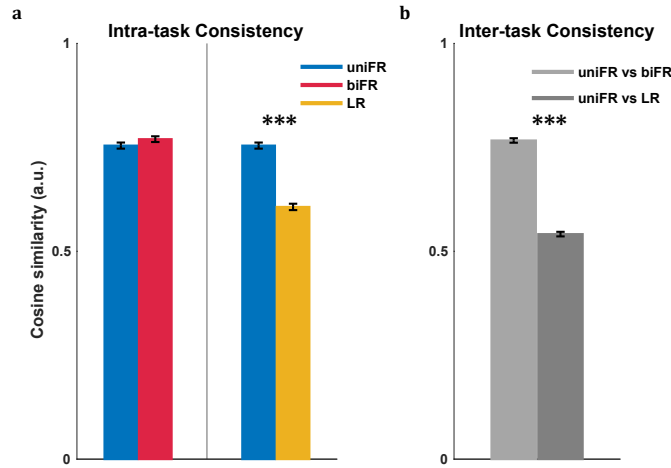 a
Intra-task Consistency
1
uniFR
biFR
LR
***
0.5
Cosine similarity (a.u.)
0
b
Inter-task Consistency
1
uniFR vs biFR
uniFR vs LR
***
0.5
0